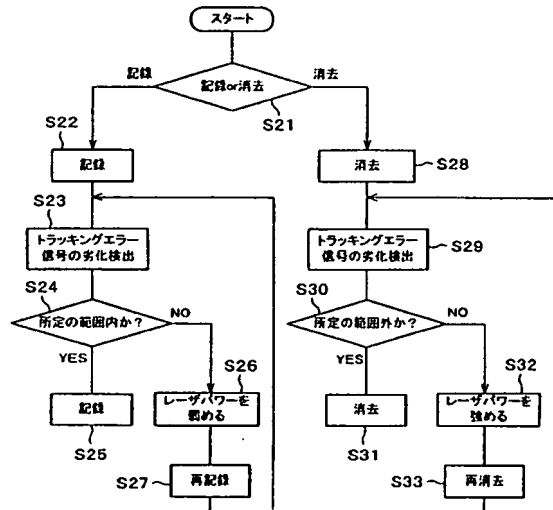 スタート
記録or消去
記録
消去
S21
S22
記録
S23
トラッキングエラー
信号の劣化検出
S24
所定の範囲内か?
NO
YES
記録
S25
S26
レーザパワーを
弱める
S27
再記録
消去
S28
トラッキングエラー
信号の劣化検出
S29
S30
所定の範囲外か?
NO
YES
消去
S31
S32
レーザパワーを
強める
S33
再消去